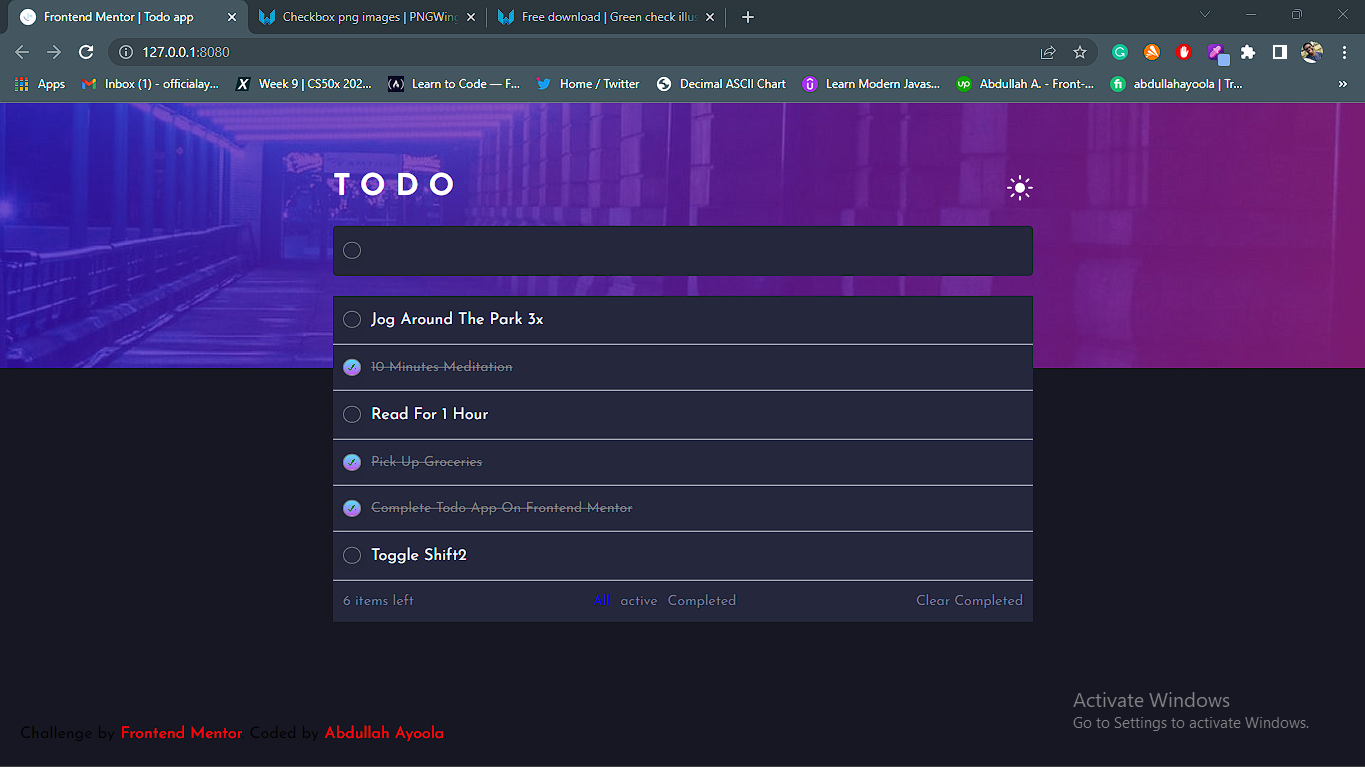 Frontend Mentor | Todo app
Checkbox png images | PNGWing
Free download | Green check illus
127.0.0.1:8080
Apps
Inbox (1) - officialay...
Week 9 | CS50x 202...
Learn to Code — F...
Home / Twitter
Decimal ASCII Chart
Learn Modern Javas...
Abdullah A. - Front-...
abdullahayoola | Tr...
TODO
Jog Around The Park 3x
10 Minutes Meditation
Read For 1 Hour
Pick Up Groceries
Complete Todo App On Frontend Mentor
Toggle Shift2
6 items left
All active Completed
Clear Completed
Activate Windows
Go to Settings to activate Windows.
Challenge by Frontend Mentor Coded by Abdullah Ayoola